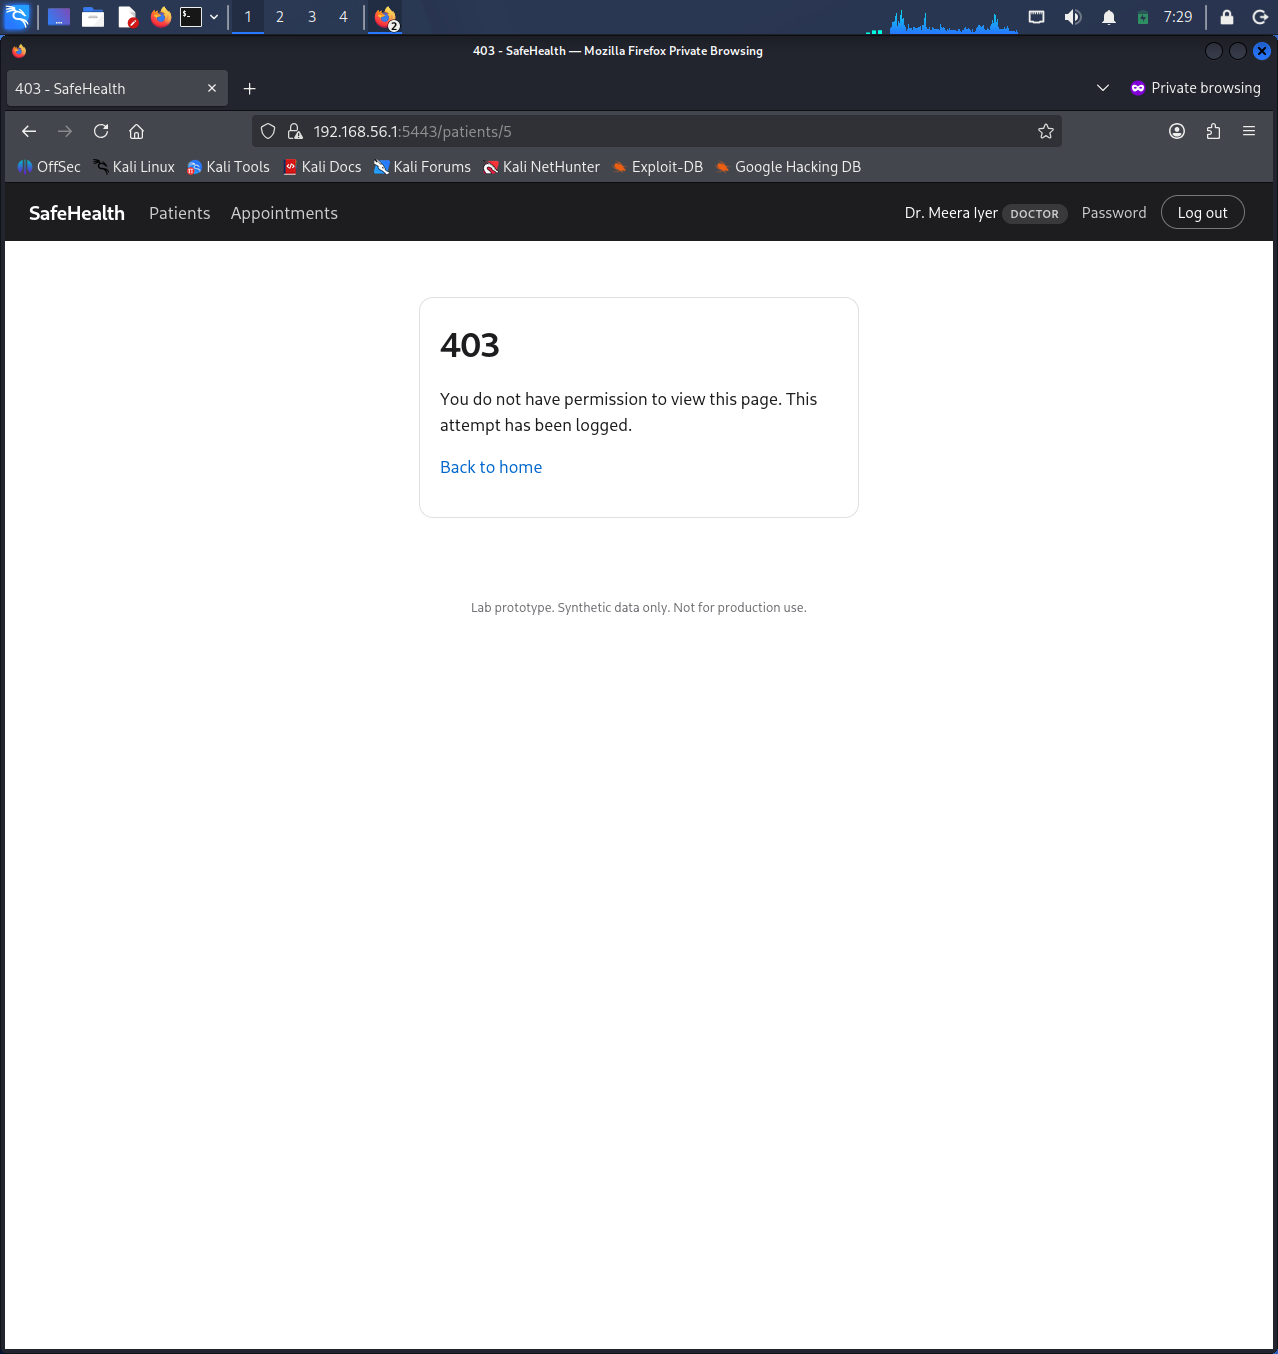 1 2 3 4 2 7:29
403 - SafeHealth — Mozilla Firefox Private Browsing
403 - SafeHealth Private browsing
192.168.56.1:5443/patients/5
OffSec Kali Linux Kali Tools Kali Docs Kali Forums Kali NetHunter Exploit-DB Google Hacking DB
SafeHealth Patients Appointments Dr. Meera Iyer DOCTOR Password Log out
403
You do not have permission to view this page. This
attempt has been logged.
Back to home
Lab prototype. Synthetic data only. Not for production use.